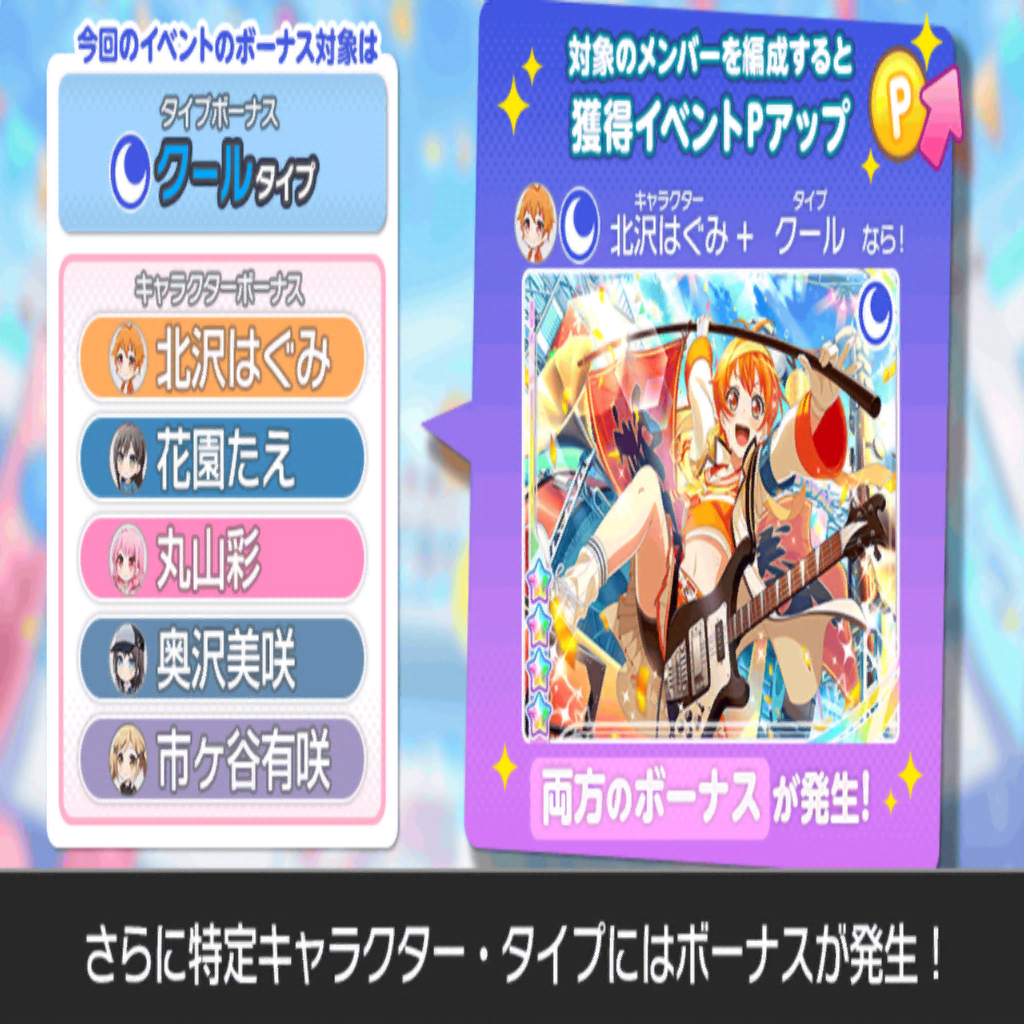 今回のイベントのボーナス対象は
タイプボーナス
クールタイプ
キャラクターボーナス
北沢はぐみ
花園たえ
丸山彩
奥沢美咲
市ヶ谷有咲
対象のメンバーを編成すると
獲得イベントPアップ
P
キャラクター タイプ
北沢はぐみ + クール なら!
両方のボーナスが発生!
さらに特定キャラクター・タイプにはボーナスが発生!